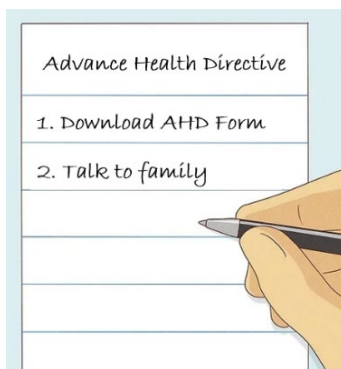 Advance Health Directive
1. Download AHD Form
2. Talk to family